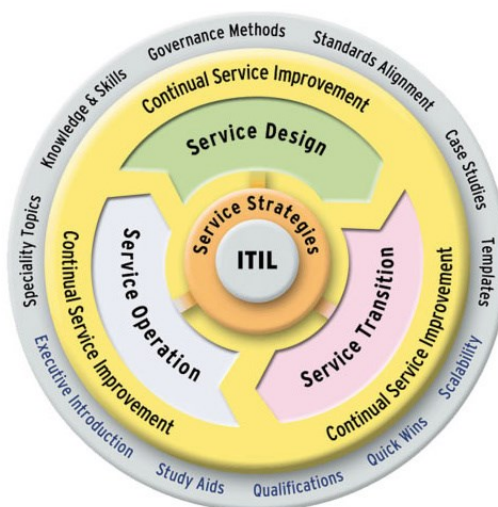 Governance Methods
Standards Alignment
Case Studies
Templates
Scalability
Quick Wins
Qualifications
Study Aids
Executive Introduction
Speciality Topics
Knowledge & Skills
Continual Service Improvement
Continual Service Improvement
Continual Service Improvement
Service Design
Service Transition
Service Operation
Service Strategies
ITIL